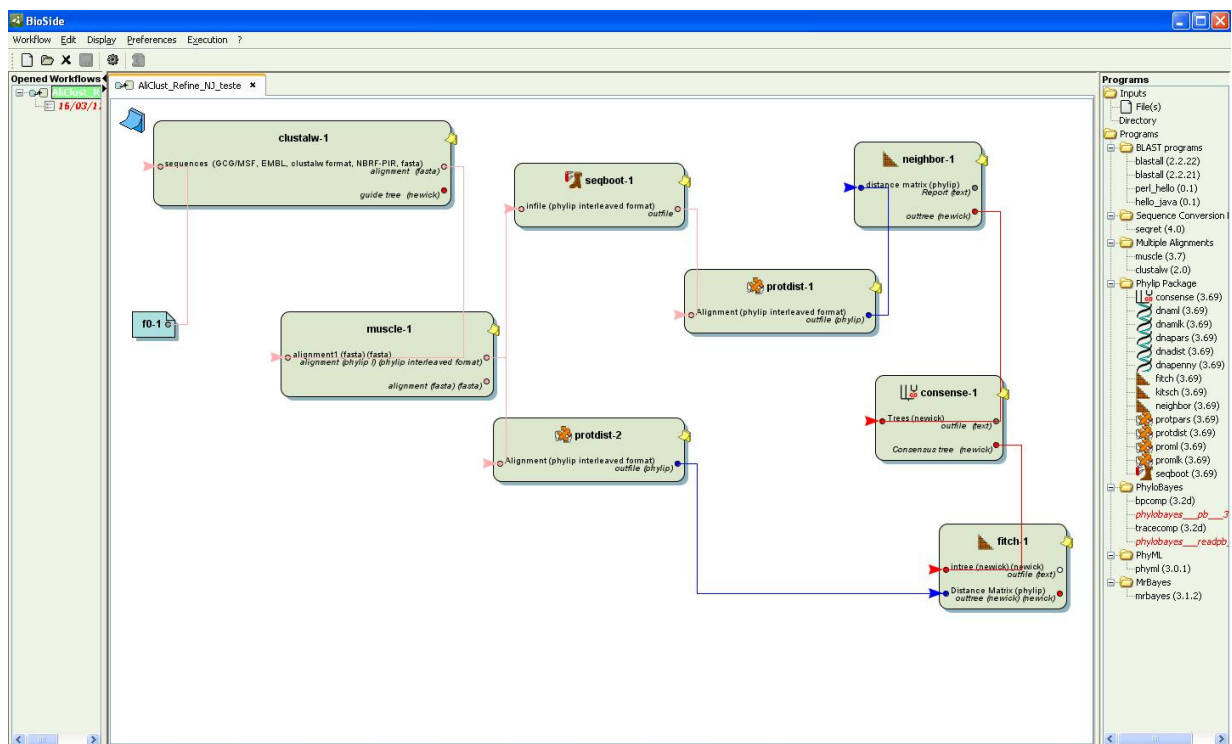 BioSide
Workflow Edit Display Preferences Execution ?
Opened Workflows
AliClust_R
16/03/1
AliClust_Refine_NJ_teste
clustalw-1
sequences (GCG/MSF, EMBL, clustalw format, NBRF-PIR, fasta)
alignment (fasta)
guide tree (newick)
f0-1
muscle-1
alignment1 (fasta) (fasta)
alignment (phylip I) (phylip interleaved format)
alignment (fasta) (fasta)
seqboot-1
infile (phylip interleaved format)
outfile
protdist-2
Alignment (phylip interleaved format)
outfile (phylip)
protdist-1
Alignment (phylip interleaved format)
outfile (phylip)
neighbor-1
distance matrix (phylip)
Report (text)
outtree (newick)
consense-1
Trees (newick)
outfile (text)
Consensus tree (newick)
fitch-1
intree (newick) (newick)
outfile (text)
Distance Matrix (phylip)
outtree (newick) (newick)
Programs
Inputs
File(s)
Directory
Programs
BLAST programs
blastall (2.2.22)
blastall (2.2.21)
perl_hello (0.1)
hello_java (0.1)
Sequence Conversion
seqret (4.0)
Multiple Alignments
muscle (3.7)
clustalw (2.0)
Phylip Package
consense (3.69)
dnaml (3.69)
dnamlk (3.69)
dnapars (3.69)
dnadist (3.69)
dnapenny (3.69)
fitch (3.69)
kitsch (3.69)
neighbor (3.69)
protpars (3.69)
protdist (3.69)
proml (3.69)
promlk (3.69)
seqboot (3.69)
PhyloBayes
bpcomp (3.2d)
phylobayes___pb___3
tracecomp (3.2d)
phylobayes___readpb_
PhyML
phyml (3.0.1)
MrBayes
mrbayes (3.1.2)